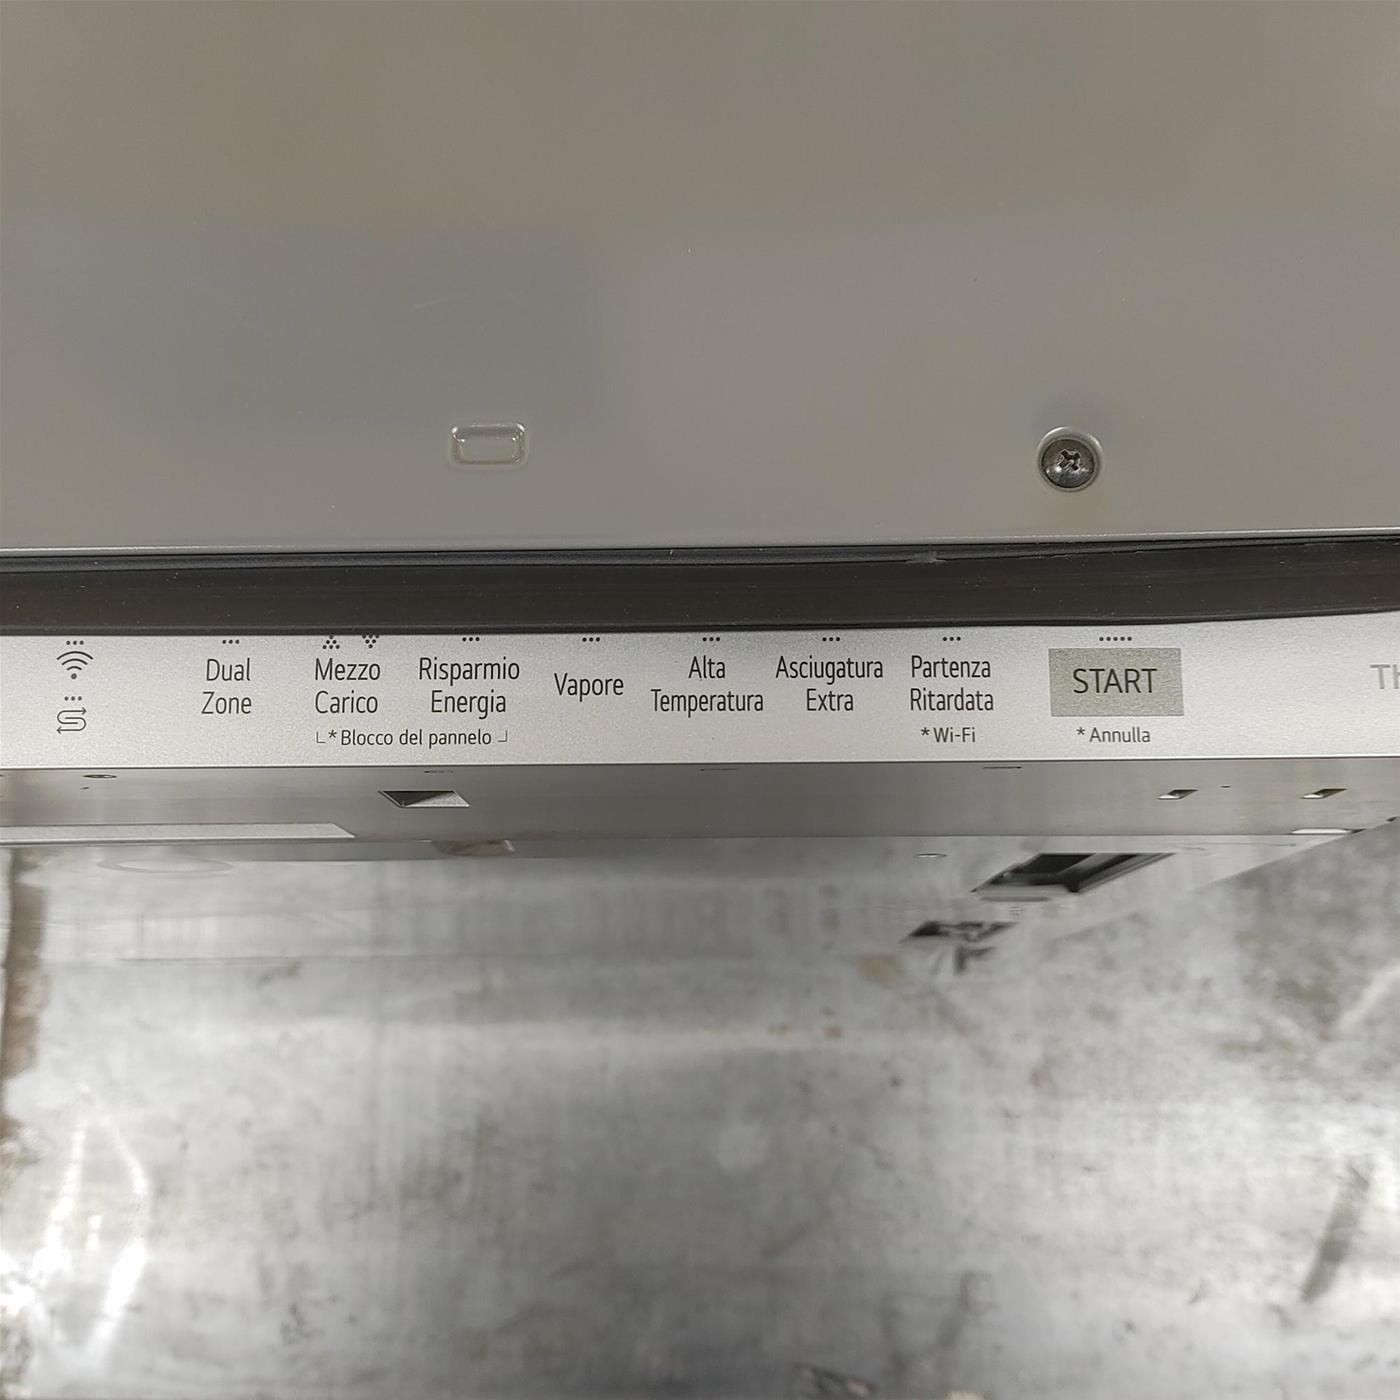 Dual
Zone
Mezzo
Carico
Risparmio
Energia
*Blocco del pannelo
Vapore
Alta
Temperatura
Asciugatura
Extra
Partenza
Ritardata
*Wi-Fi
START
*Annulla